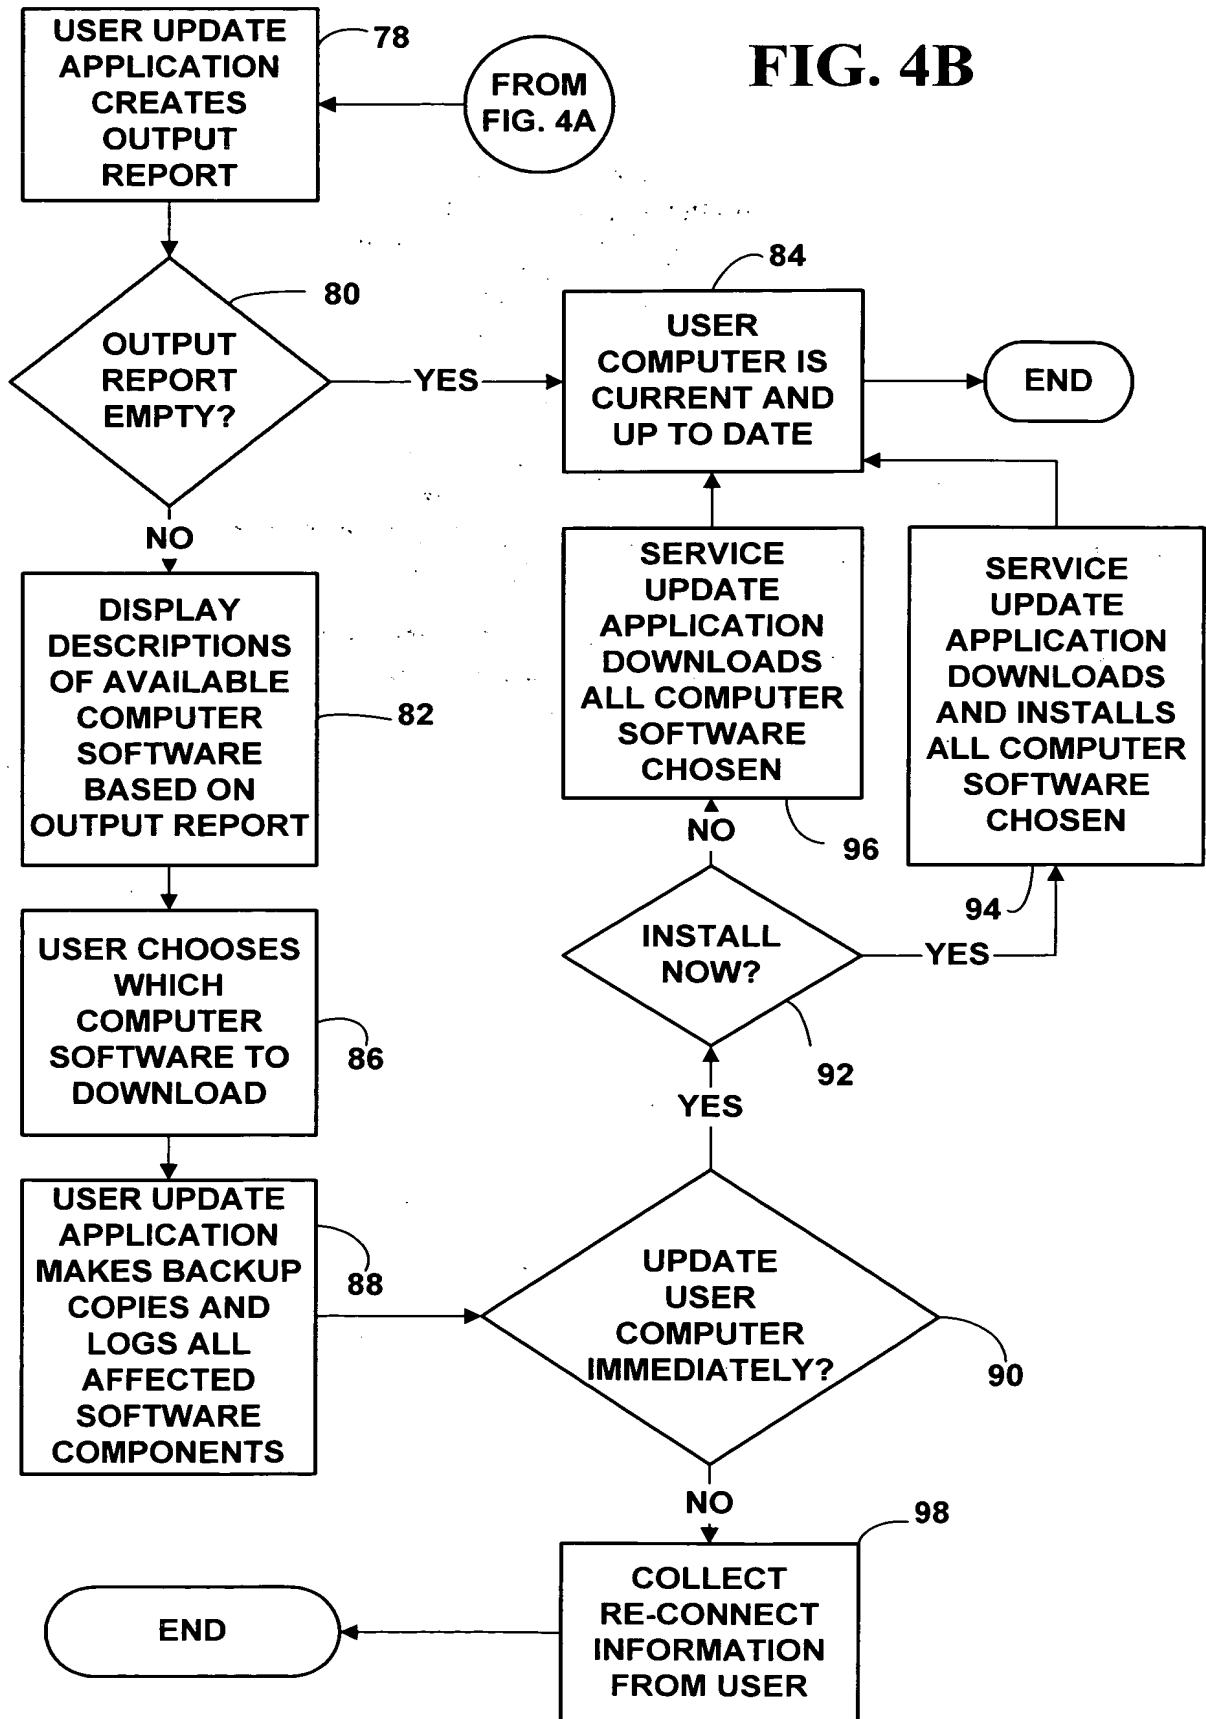 FIG. 4B
USER UPDATE
APPLICATION
CREATES
OUTPUT
REPORT
78
FROM
FIG. 4A
OUTPUT
REPORT
EMPTY?
80
YES
84
USER
COMPUTER IS
CURRENT AND
UP TO DATE
END
NO
DISPLAY
DESCRIPTIONS
OF AVAILABLE
COMPUTER
SOFTWARE
BASED ON
OUTPUT REPORT
82
SERVICE
UPDATE
APPLICATION
DOWNLOADS
ALL COMPUTER
SOFTWARE
CHOSEN
96
SERVICE
UPDATE
APPLICATION
DOWNLOADS
AND INSTALLS
ALL COMPUTER
SOFTWARE
CHOSEN
94
NO
USER CHOOSES
WHICH
COMPUTER
SOFTWARE TO
DOWNLOAD
86
INSTALL
NOW?
YES
92
YES
USER UPDATE
APPLICATION
MAKES BACKUP
COPIES AND
LOGS ALL
AFFECTED
SOFTWARE
COMPONENTS
88
UPDATE
USER
COMPUTER
IMMEDIATELY?
90
NO
98
COLLECT
RE-CONNECT
INFORMATION
FROM USER
END